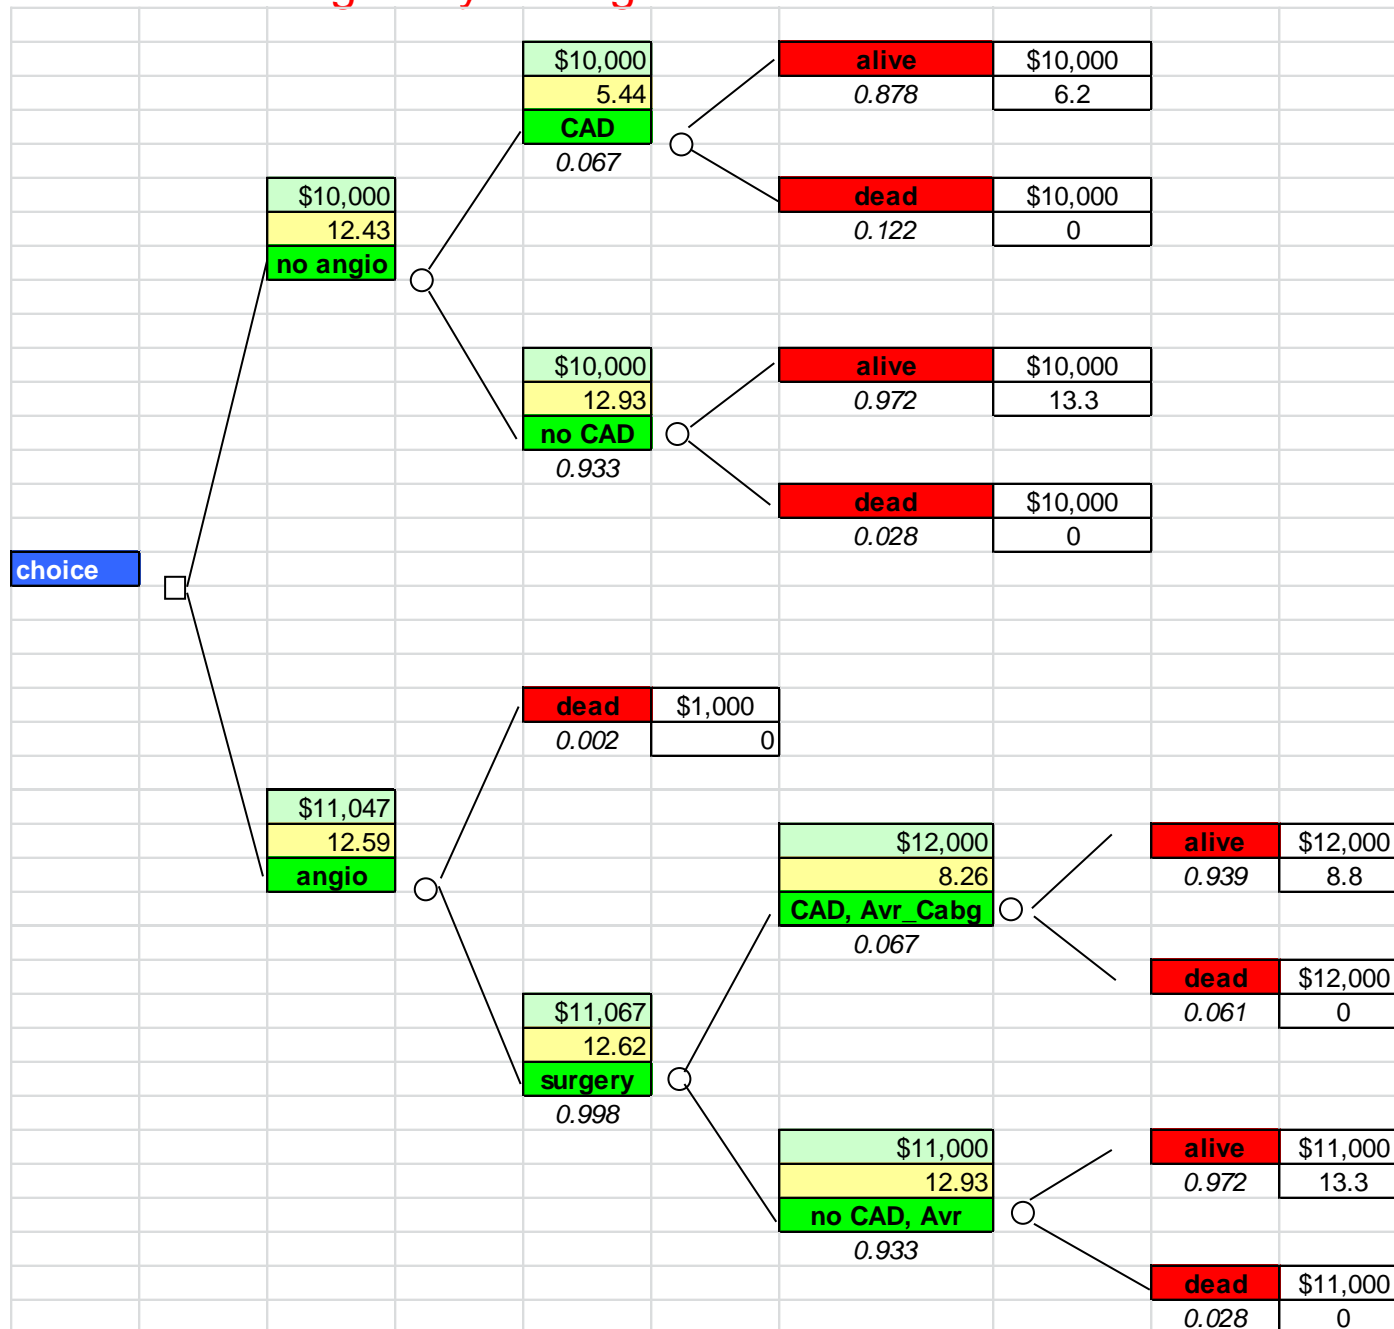 $10,000 alive $10,000
5.44 0.878 6.2
CAD
0.067
$10,000 dead $10,000
12.43 0.122 0
no angio
$10,000 alive $10,000
12.93 0.972 13.3
no CAD
0.933
dead $10,000
0.028 0
choice
dead $1,000
0.002 0
$11,047
12.59 $12,000 alive $12,000
angio 8.26 0.939 8.8
CAD, Avr_Cabg
0.067
dead $12,000
$11,067 0.061 0
12.62
surgery
0.998
$11,000 alive $11,000
12.93 0.972 13.3
no CAD, Avr
0.933
dead $11,000
0.028 0